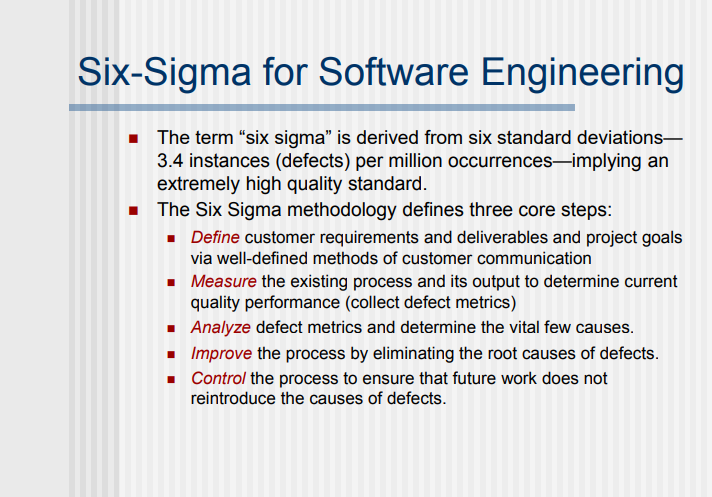 Six-Sigma for Software Engineering
The term “six sigma” is derived from six standard deviations—
3.4 instances (defects) per million occurrences—implying an
extremely high quality standard.
The Six Sigma methodology defines three core steps:
Define customer requirements and deliverables and project goals
via well-defined methods of customer communication
Measure the existing process and its output to determine current
quality performance (collect defect metrics)
Analyze defect metrics and determine the vital few causes.
Improve the process by eliminating the root causes of defects.
Control the process to ensure that future work does not
reintroduce the causes of defects.